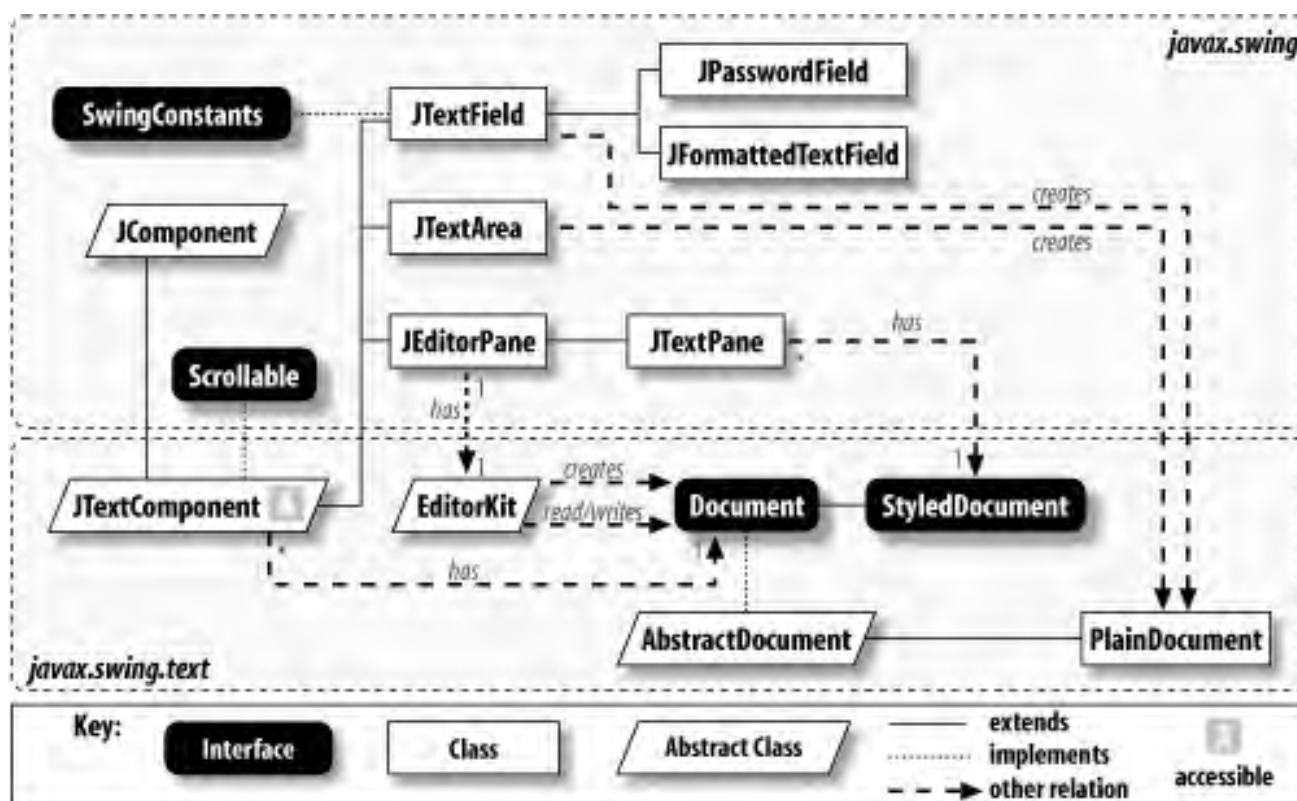 javax.swing
JPasswordField
SwingConstants
JTextField
JFormattedTextField
creates
JComponent
JTextArea
creates
JEditorPane
JTextPane
has
*
Scrollable
1
has
1
1
creates
JTextComponent
A
EditorKit
Document
StyledDocument
read/writes
*
1
has
AbstractDocument
PlainDocument
javax.swing.text
Key:
Interface
Class
Abstract Class
extends
implements
other relation
A
accessible